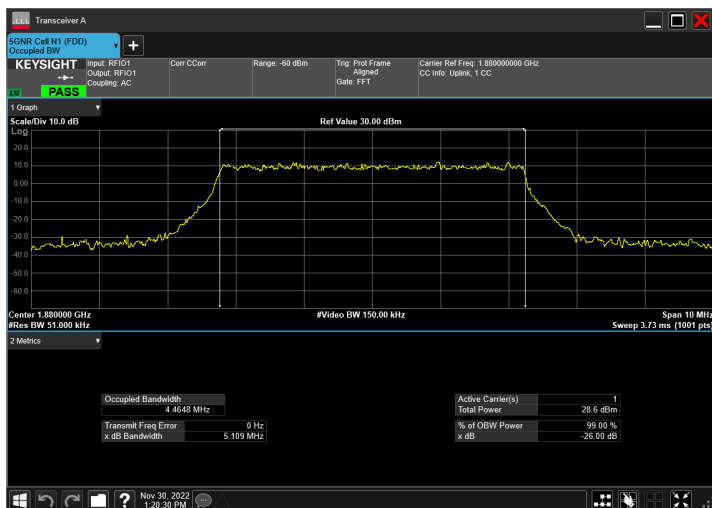 Transceiver A
5GNR Cell N1 (FDD)
Occupied BW
KEYSIGHT
LXI
PASS
Input: RFIO1
Output: RFIO1
Coupling: AC
Corr CCorr
Range: -60 dBm
Trig: Prot Frame
Aligned
Gate: FFT
Carrier Ref Freq: 1.880000000 GHz
CC Info: Uplink, 1 CC
1 Graph
Scale/Div 10.0 dB
Ref Value 30.00 dBm
Log
20.0
10.0
0.00
-10.0
-20.0
-30.0
-40.0
-50.0
-60.0
Center 1.880000 GHz
#Video BW 150.00 kHz
Span 10 MHz
#Res BW 51.000 kHz
Sweep 3.73 ms (1001 pts)
2 Metrics
Occupied Bandwidth
4.4648 MHz
Transmit Freq Error 0 Hz
x dB Bandwidth 5.109 MHz
Active Carrier(s) 1
Total Power 28.6 dBm
% of OBW Power 99.00 %
x dB -26.00 dB
?
Nov 30, 2022
1:20:30 PM